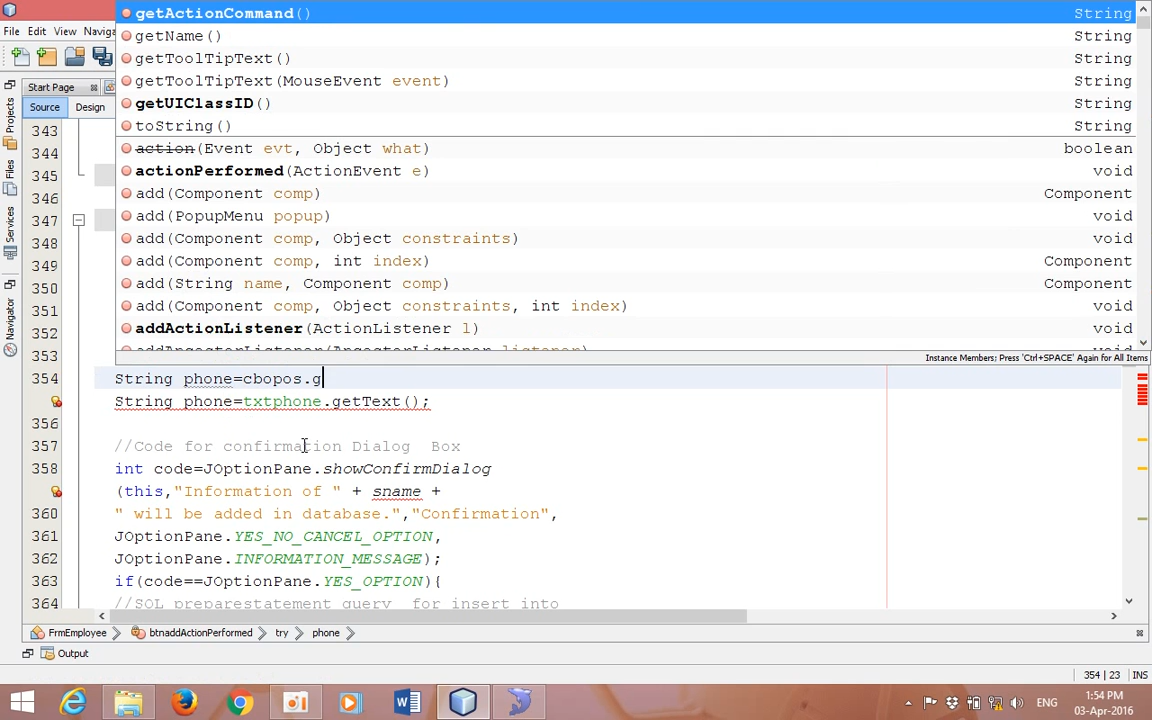 getActionCommand() String
File Edit View Naviga
getName() String
getToolTipText() String
getToolTipText(MouseEvent event) String
Start Page
getUIClassID() String
Source Design
toString() String
343
action(Event evt, Object what) boolean
344
actionPerformed(ActionEvent e) void
345
add(Component comp) Component
346
add(PopupMenu popup) void
347
add(Component comp, Object constraints) void
348
add(Component comp, int index) Component
349
add(String name, Component comp) Component
350
add(Component comp, Object constraints, int index) void
351
addActionListener(ActionListener l) void
352
353
Instance Members; Press 'Ctrl+SPACE' Again for All Items
354 String phone=cbopos.g
String phone=txtphone.getText();
356
357 //Code for confirmation Dialog Box
358 int code=JOptionPane.showConfirmDialog
(this,"Information of " + sname +
360 " will be added in database.","Confirmation",
361 JOptionPane.YES_NO_CANCEL_OPTION,
362 JOptionPane.INFORMATION_MESSAGE);
363 if(code==JOptionPane.YES_OPTION){
364 //SQL preparestatement query for insert into
Projects
Files
Services
Navigator
FrmEmployee btnaddActionPerformed try phone
Output
354 | 23 INS
ENG
1:54 PM
03-Apr-2016